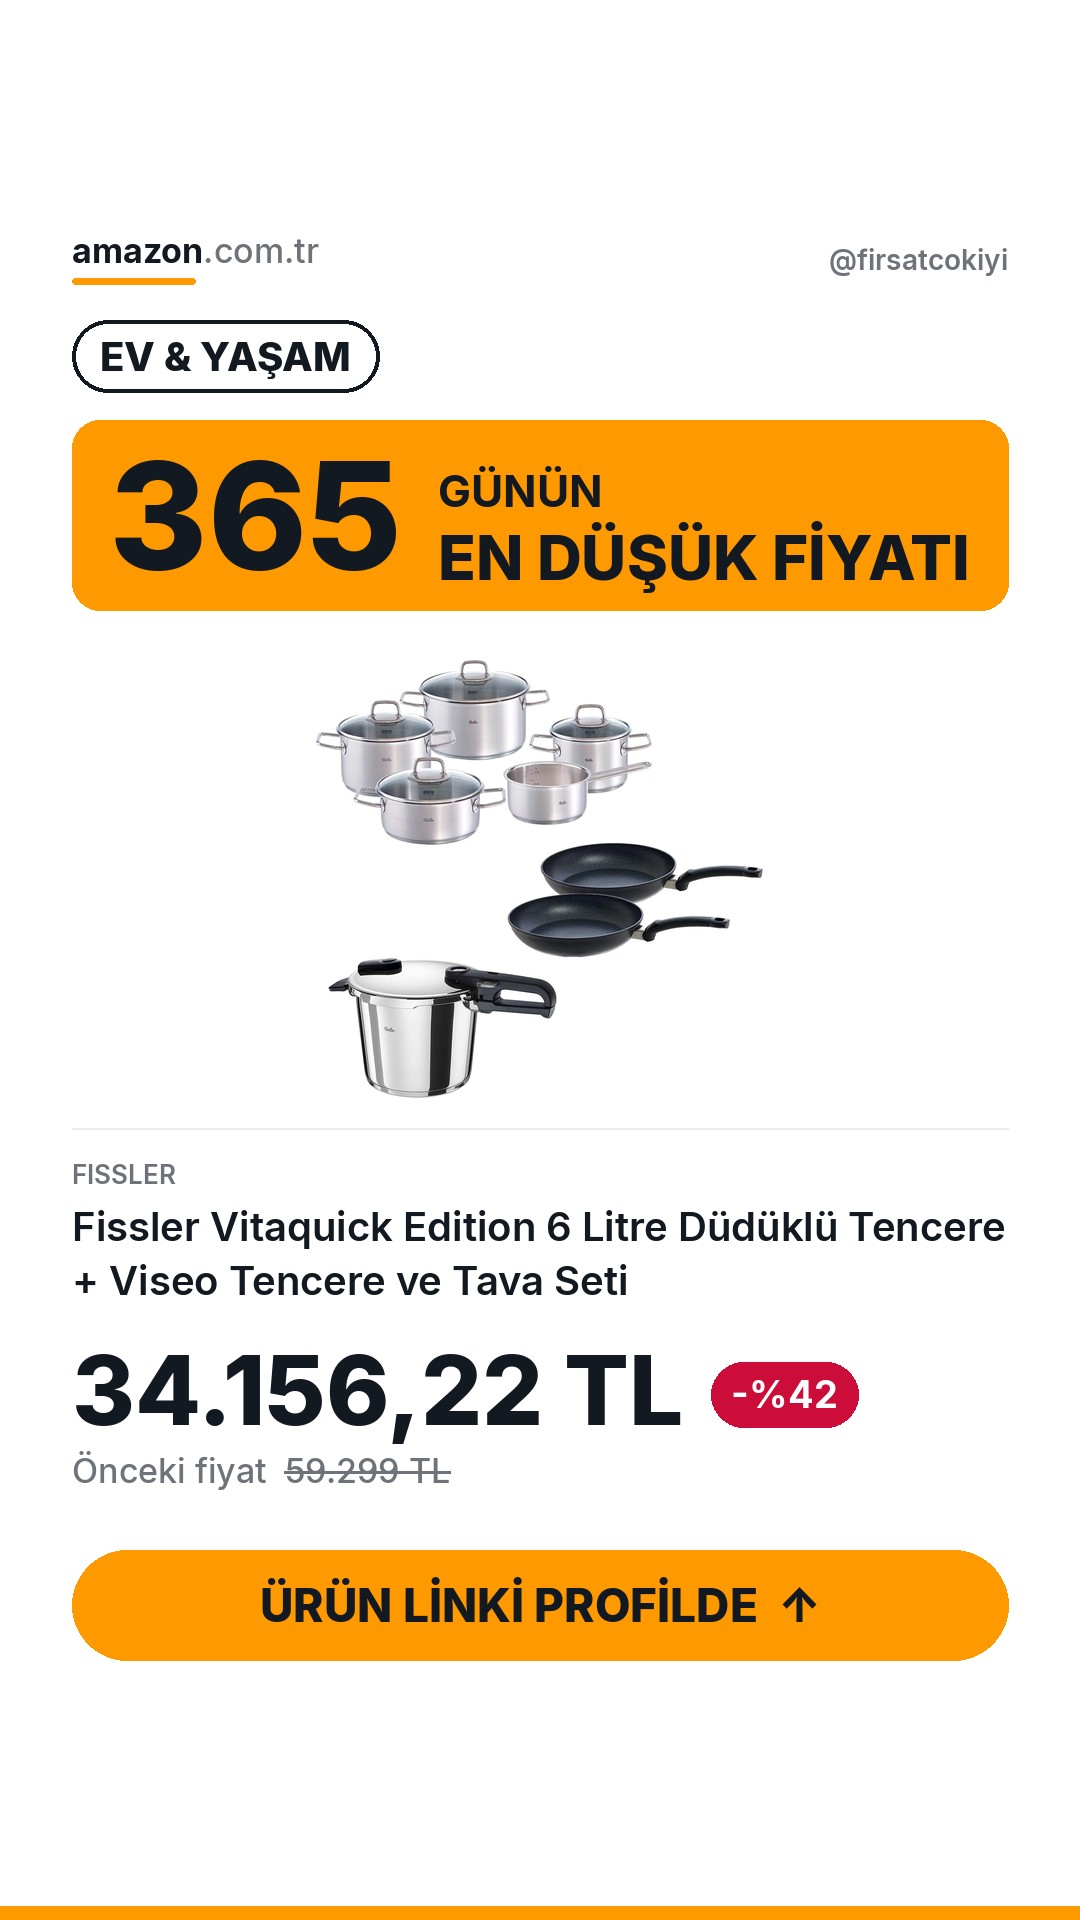 amazon.com.tr
@firsatcokiyi
EV & YAŞAM
365 GÜNÜN
EN DÜŞÜK FİYATI
FISSLER
Fissler Vitaquick Edition 6 Litre Düdüklü Tencere
+ Viseo Tencere ve Tava Seti
34.156,22 TL -%42
Önceki fiyat 59.299 TL
ÜRÜN LİNKİ PROFİLDE ↑